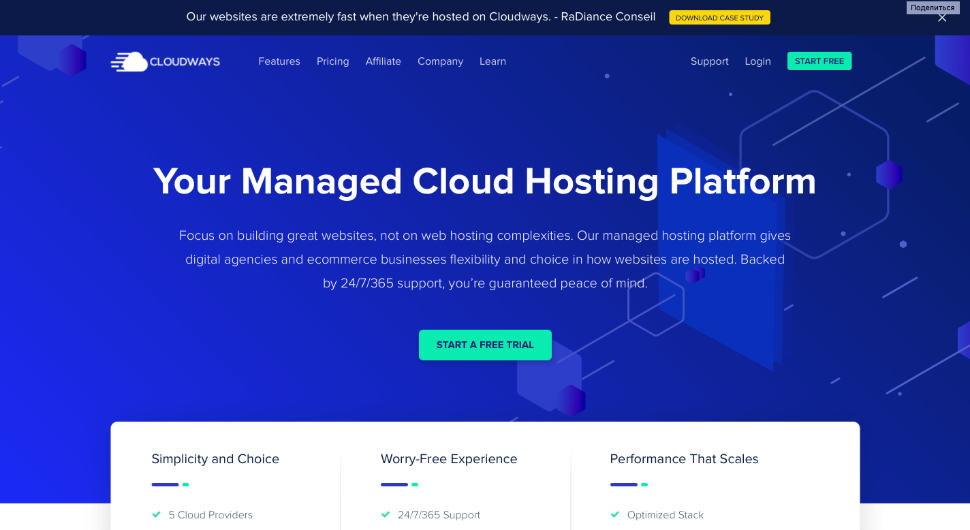 Поделиться
Our websites are extremely fast when they're hosted on Cloudways. - RaDiance Conseil DOWNLOAD CASE STUDY
CLOUDWAYS Features Pricing Affiliate Company Learn Support Login START FREE
Your Managed Cloud Hosting Platform
Focus on building great websites, not on web hosting complexities. Our managed hosting platform gives
digital agencies and ecommerce businesses flexibility and choice in how websites are hosted. Backed
by 24/7/365 support, you’re guaranteed peace of mind.
START A FREE TRIAL
Simplicity and Choice Worry-Free Experience Performance That Scales
5 Cloud Providers 24/7/365 Support Optimized Stack